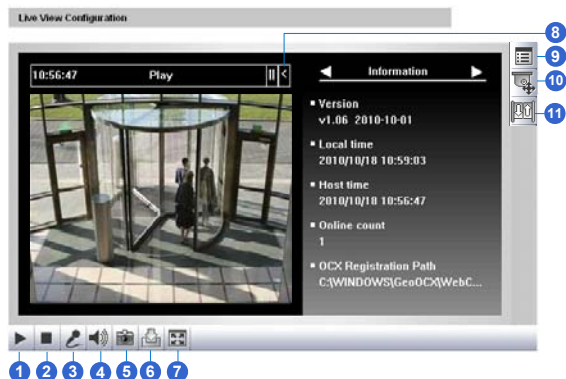 Live View Configuration
8
10:56:47 Play || <
Information
9
10
11
Version
v1.06 2010-10-01
Local time
2010/10/18 10:59:03
Host time
2010/10/18 10:56:47
Online count
1
OCX Registration Path
C:\WINDOWS\GeoOCX\WebC...
1 2 3 4 5 6 7